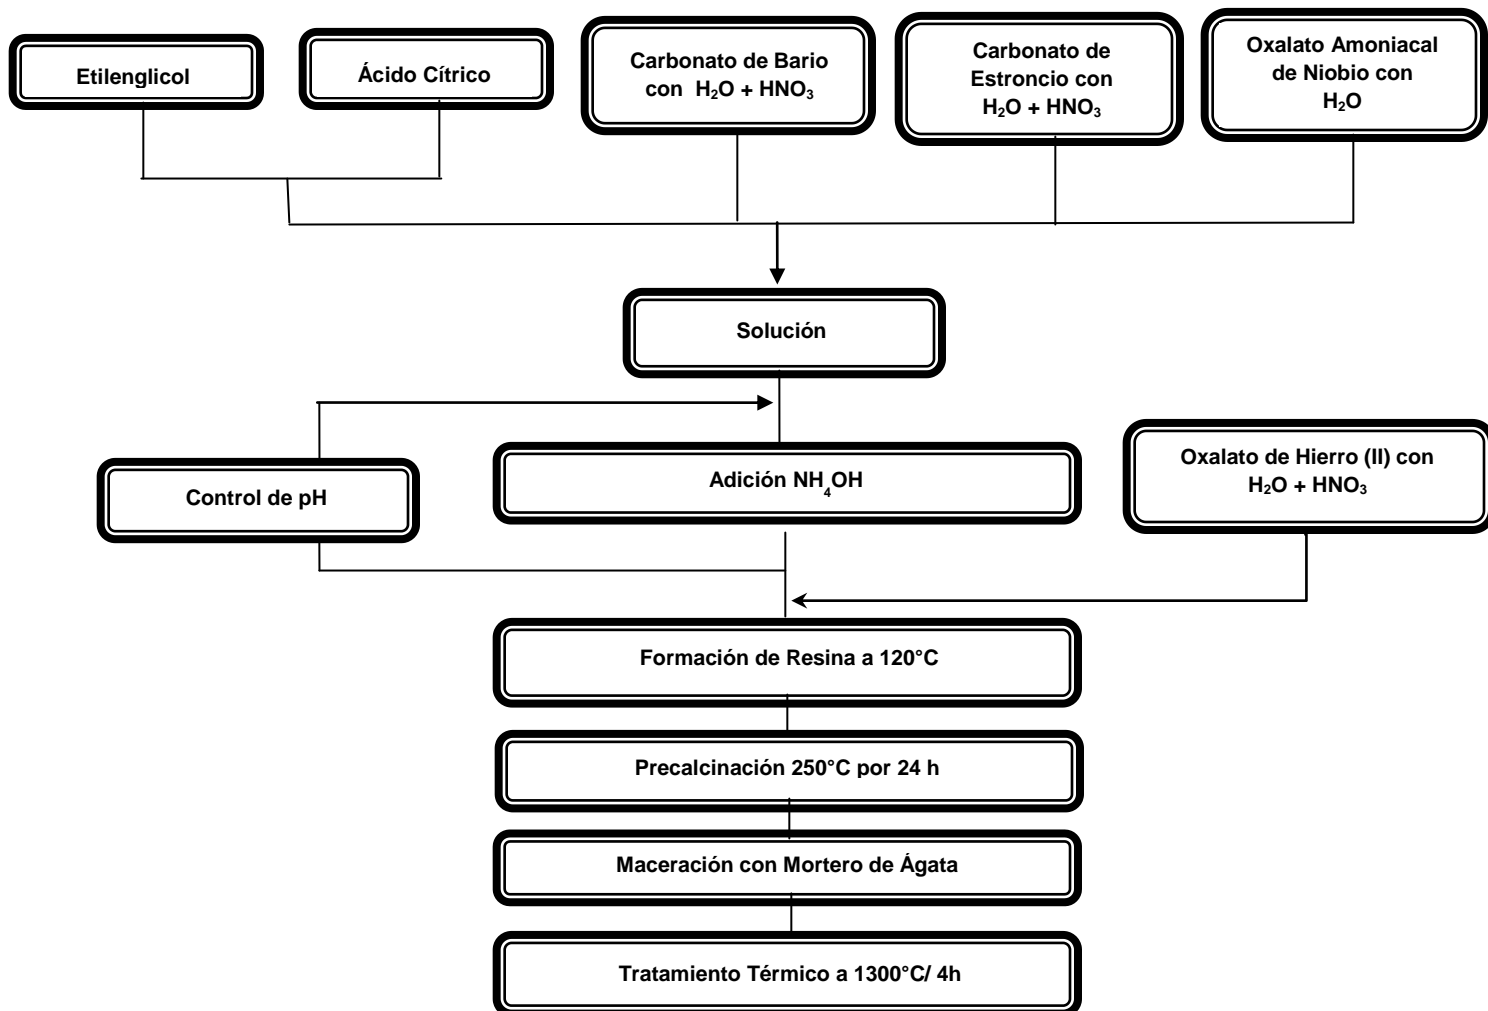 Etilenglicol
Ácido Cítrico
Carbonato de Bario
con H₂O + HNO₃
Carbonato de
Estroncio con
H₂O + HNO₃
Oxalato Amoniacal
de Niobio con
H₂O
Solución
Control de pH
Adición NH₄OH
Oxalato de Hierro (II) con
H₂O + HNO₃
Formación de Resina a 120°C
Precalcinación 250°C por 24 h
Maceración con Mortero de Ágata
Tratamiento Térmico a 1300°C/ 4h